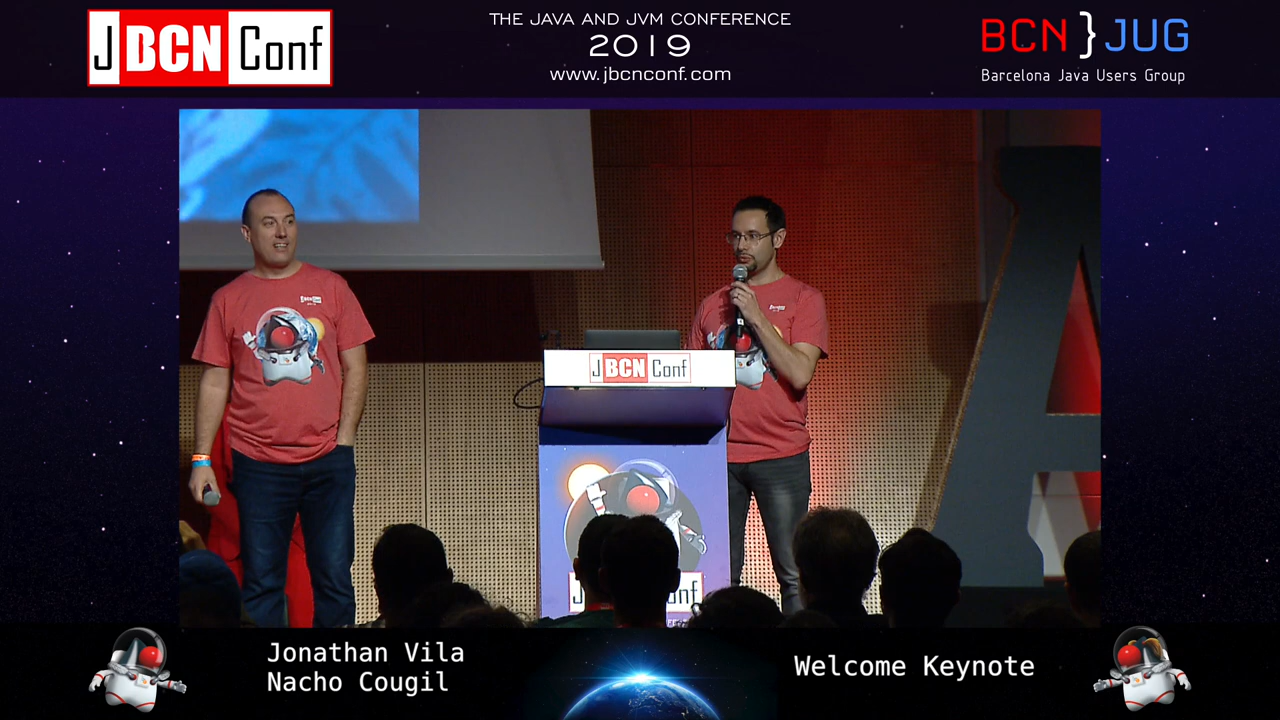 JBCNConf
THE JAVA AND JVM CONFERENCE
2019
www.jbcnconf.com
BCN}JUG
Barcelona Java Users Group
JBCNConf
Jonathan Vila
Nacho Cougil
Welcome Keynote